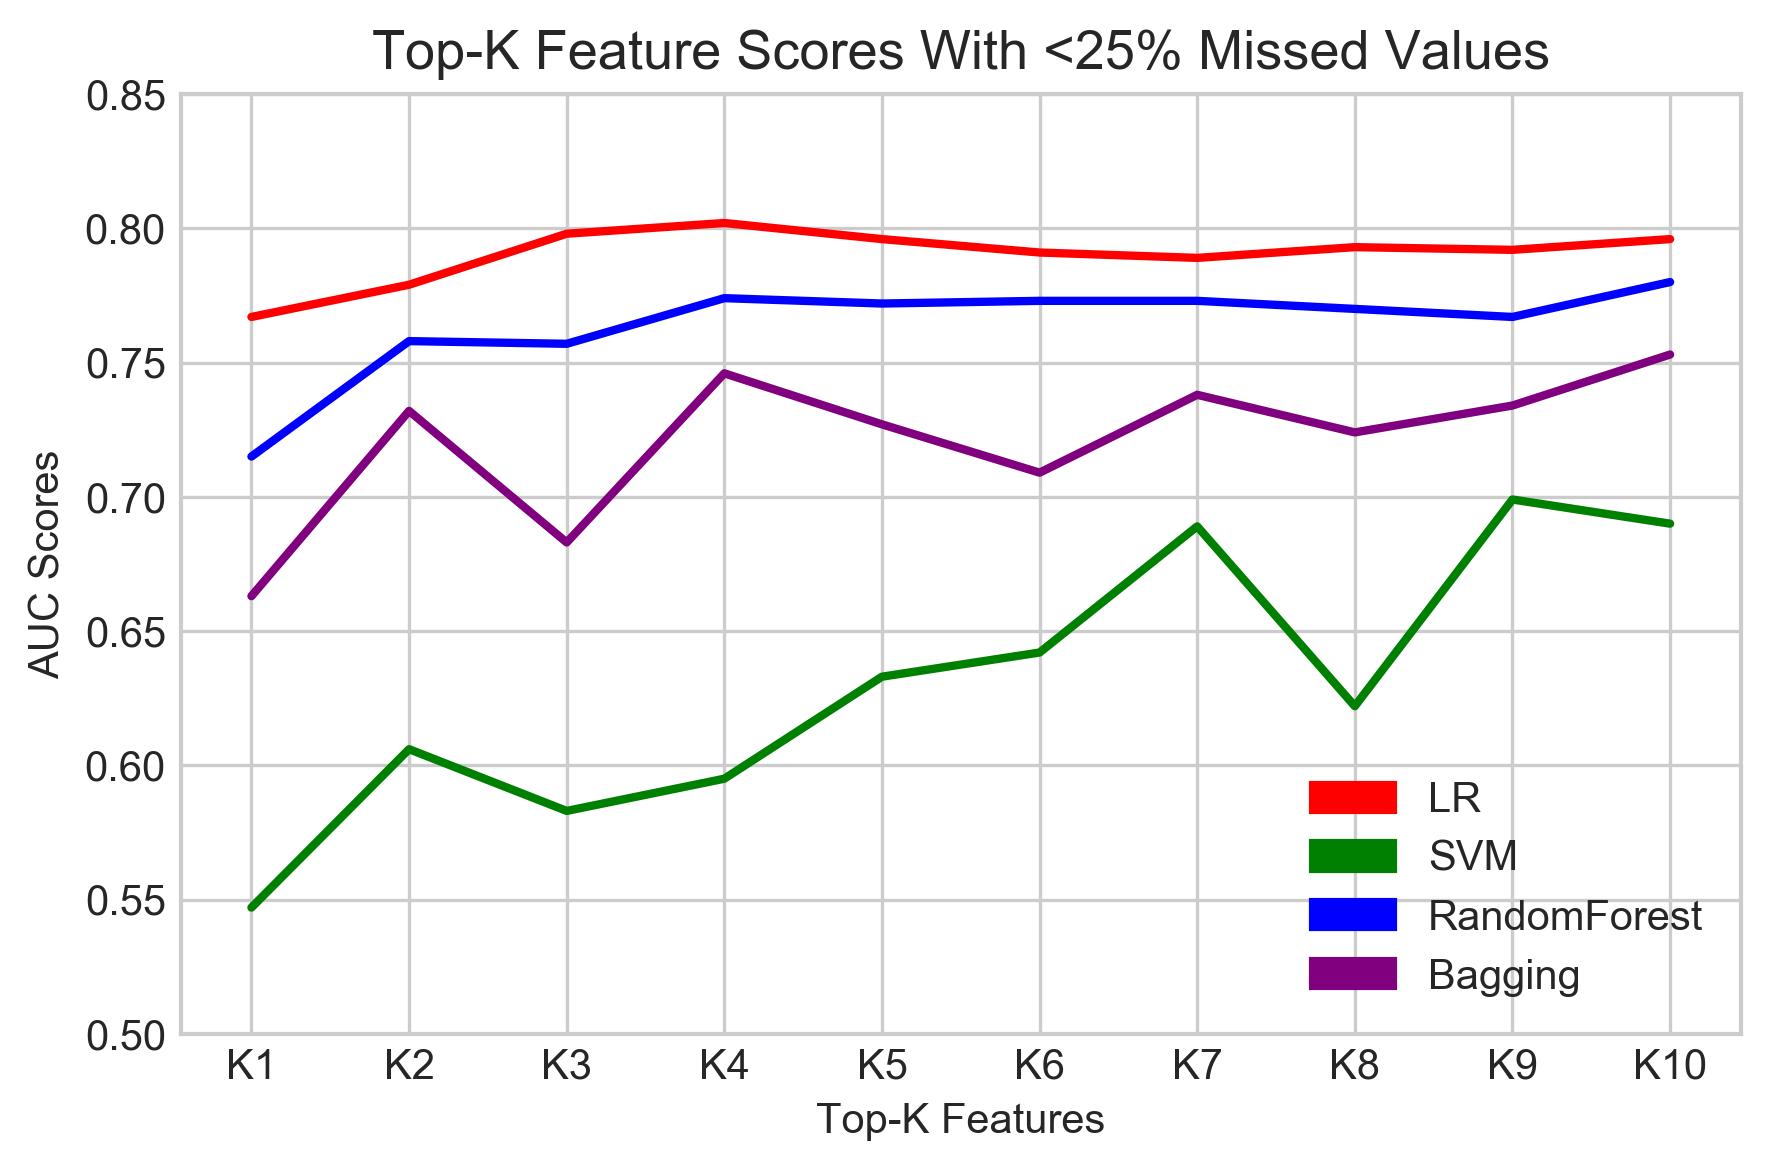 Top-K Feature Scores With <25% Missed Values
0.85
0.80
0.75
0.70
0.65
0.60
0.55
0.50
AUC Scores
LR
SVM
RandomForest
Bagging
K1 K2 K3 K4 K5 K6 K7 K8 K9 K10
Top-K Features